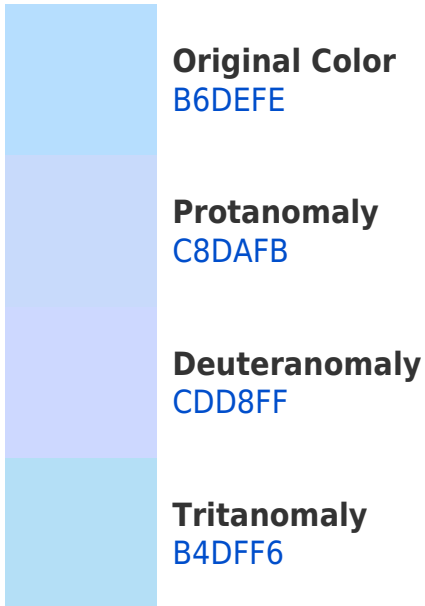 Original Color
B6DEFE
Protanomaly
C8DAFB
Deuteranomaly
CDD8FF
Tritanomaly
B4DFF6